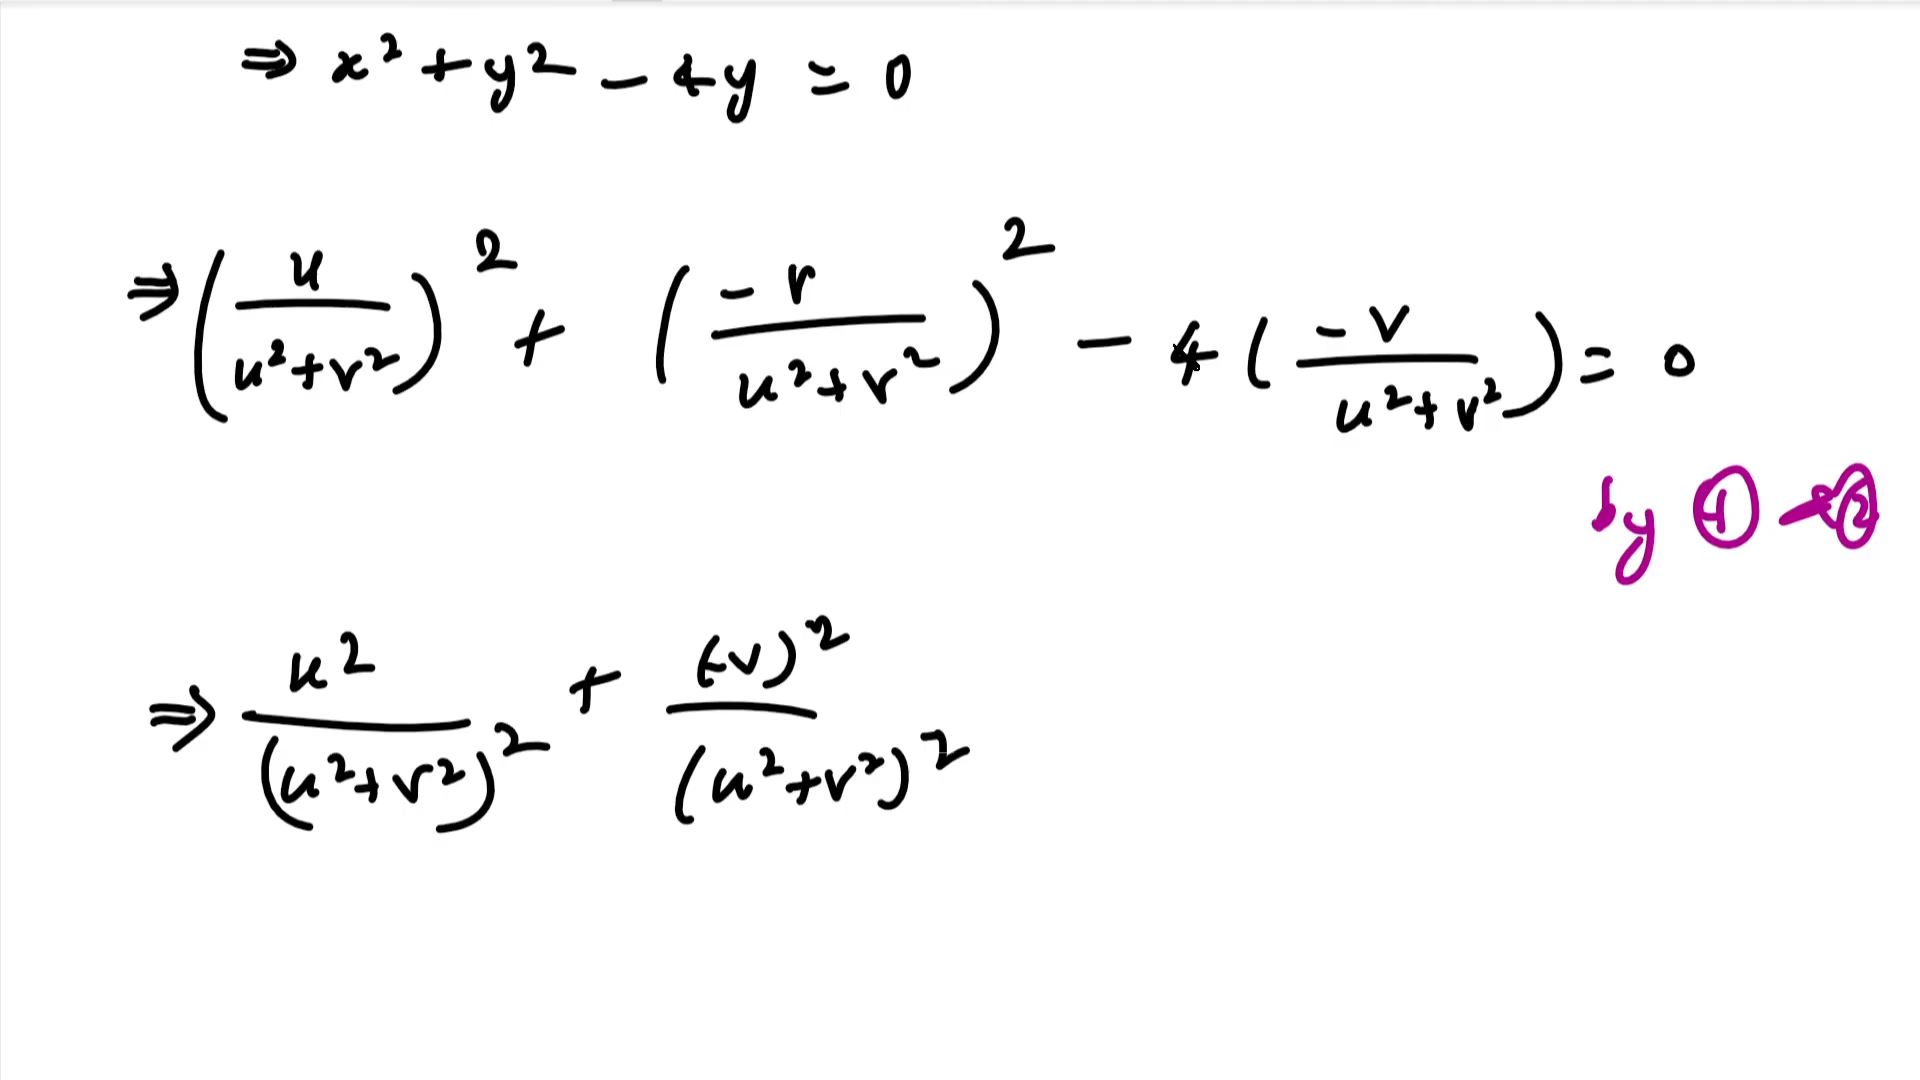 ⇒ x² + y² - 4y = 0
⇒ (u/(u²+v²))² + (-v/(u²+v²))² - 4(-v/(u²+v²)) = 0
by ① & ②
⇒ u²/(u²+v²)² + (-v)²/(u²+v²)²